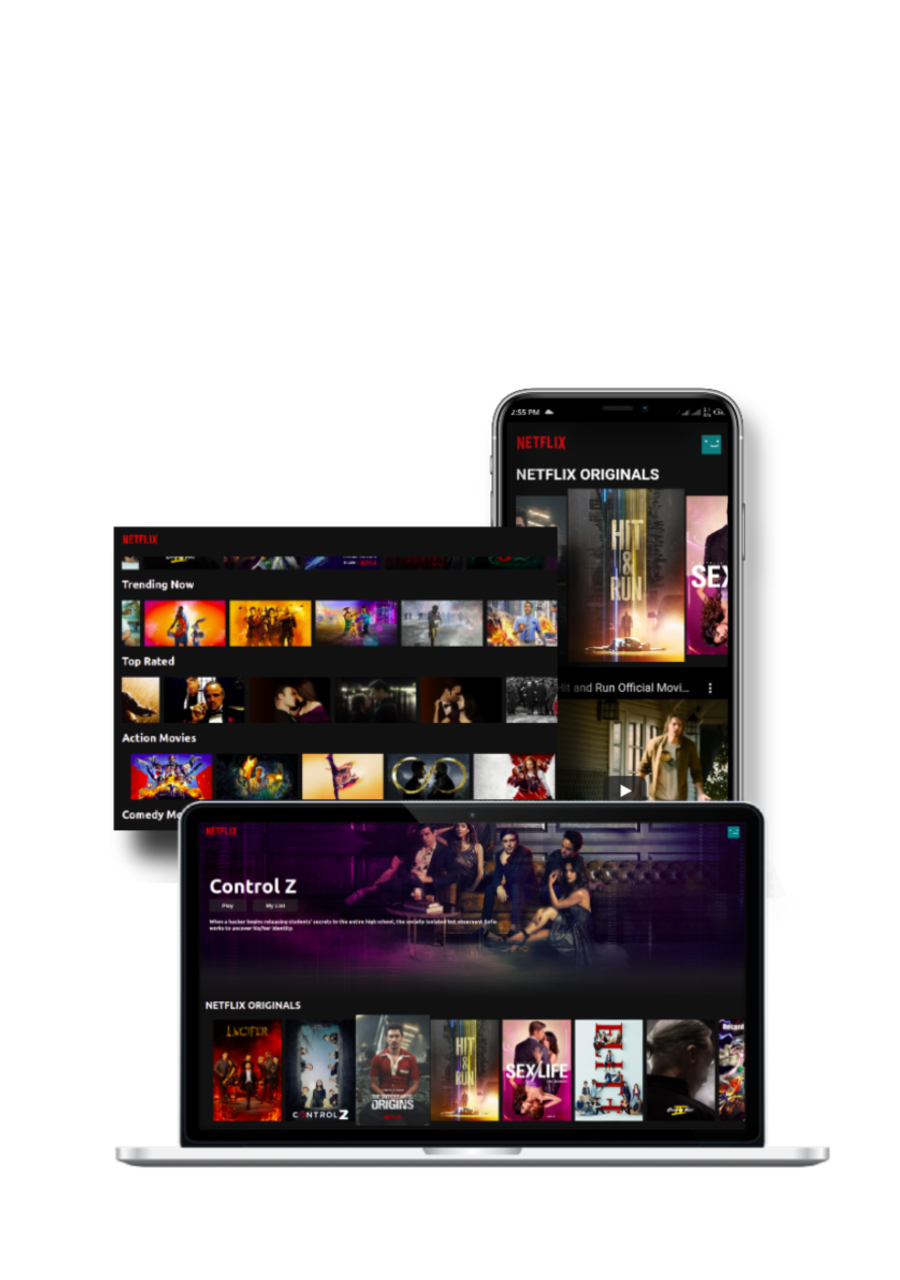 2:55 PM
NETFLIX
NETFLIX ORIGINALS
HIT
&
RUN
SEX
Hit and Run Official Movi...
NETFLIX
Trending Now
Top Rated
Action Movies
Comedy Mo
NETFLIX
Control Z
Play
My List
When a hacker begins releasing students' secrets to the entire high school, the socially isolated but observant Sofía
works to uncover his/her identity.
NETFLIX ORIGINALS
LUCIFER
CONTROL Z
ORIGINS
HIT
&
RUN
SEX/LIFE
ELITE
Record